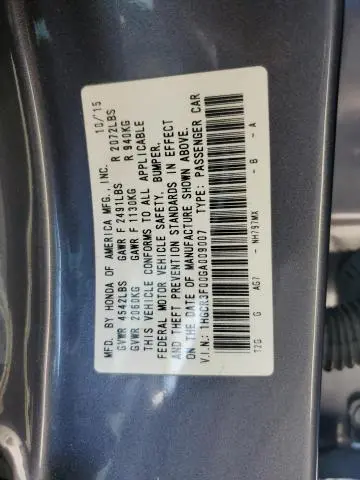 MFD. BY HONDA OF AMERICA MFG., INC. 10/15
GVWR 4542LBS GAWR F 2491LBS R 2072LBS
GVWR 2060KG GAWR F 1130KG R 940KG
THIS VEHICLE CONFORMS TO ALL APPLICABLE
FEDERAL MOTOR VEHICLE SAFETY, BUMPER,
AND THEFT PREVENTION STANDARDS IN EFFECT
ON THE DATE OF MANUFACTURE SHOWN ABOVE.
V.I.N.: 1HGCR3F00GA009007 TYPE: PASSENGER CAR
T2G G AG7 - NH797MX - B - A